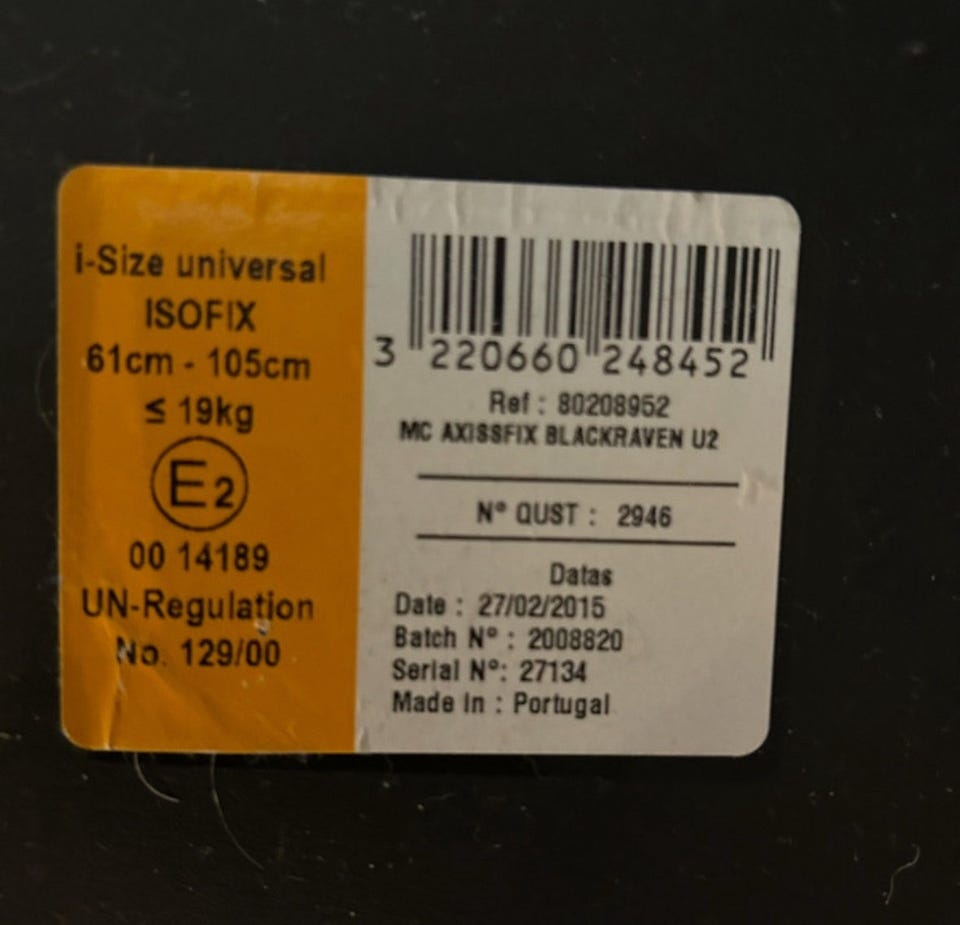 i-Size universal
ISOFIX
61cm - 105cm
≤ 19kg
E2
00 14189
UN-Regulation
No. 129/00
3 220660 248452
Ref : 80208952
MC AXISSFIX BLACKRAVEN U2
N° QUST : 2946
Datas
Date : 27/02/2015
Batch N° : 2008820
Serial N°: 27134
Made in : Portugal